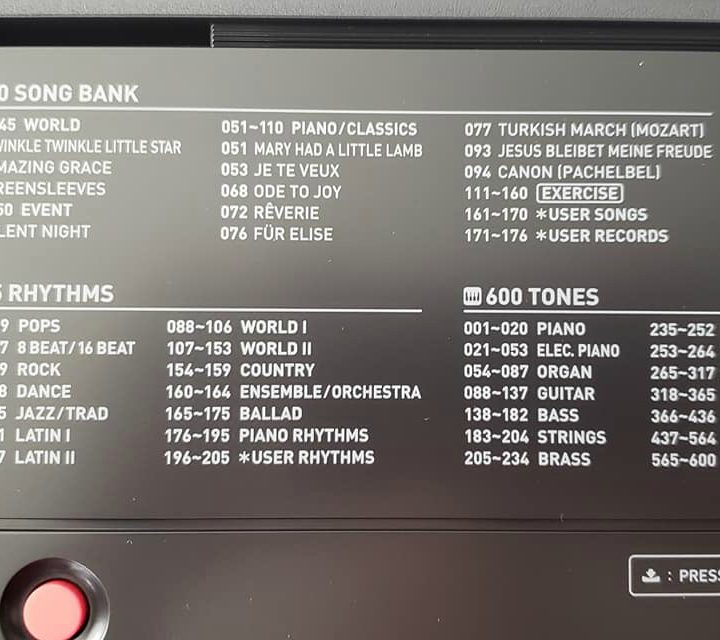 0 SONG BANK
45 WORLD
WINKLE TWINKLE LITTLE STAR
MAZING GRACE
REENSLEEVES
50 EVENT
LENT NIGHT
051~110 PIANO/CLASSICS
051 MARY HAD A LITTLE LAMB
053 JE TE VEUX
068 ODE TO JOY
072 RÊVERIE
076 FÜR ELISE
077 TURKISH MARCH (MOZART)
093 JESUS BLEIBET MEINE FREUDE
094 CANON (PACHELBEL)
111~160 EXERCISE
161~170 *USER SONGS
171~176 *USER RECORDS
5 RHYTHMS
9 POPS
7 8 BEAT/16 BEAT
9 ROCK
8 DANCE
5 JAZZ/TRAD
1 LATIN I
7 LATIN II
088~106 WORLD I
107~153 WORLD II
154~159 COUNTRY
160~164 ENSEMBLE/ORCHESTRA
165~175 BALLAD
176~195 PIANO RHYTHMS
196~205 *USER RHYTHMS
600 TONES
001~020 PIANO
021~053 ELEC. PIANO
054~087 ORGAN
088~137 GUITAR
138~182 BASS
183~204 STRINGS
205~234 BRASS
235~252
253~264
265~317
318~365
366~436
437~564
565~600
: PRESS